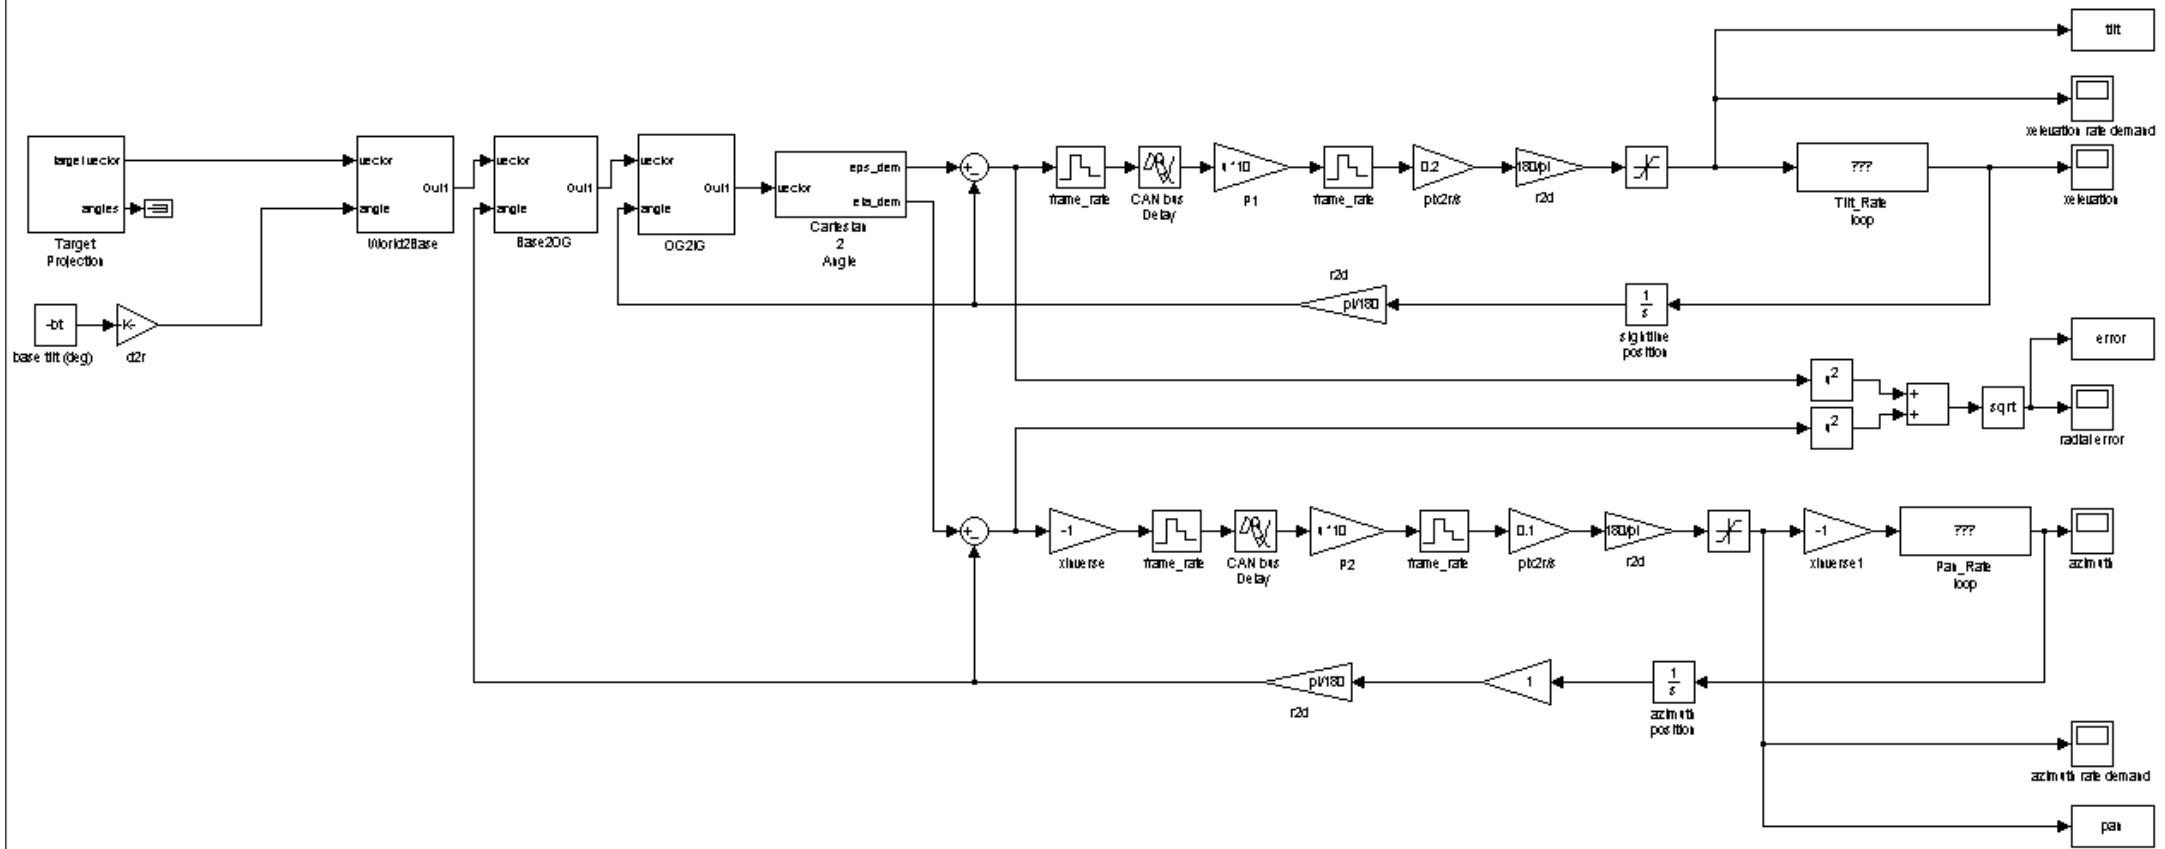 tilt
xelevation rate demand
target vector
angles
Target
Projection
vector
angle
Out1
World2Base
vector
angle
Out1
Base2OG
vector
angle
Out1
OG2IG
vector
eps_dem
eta_dem
Cartesian
2
Angle
+
-
frame_rate
CAN bus
Delay
u*10
P1
frame_rate
0.2
pix2r/s
180/pi
r2d
???
Tilt_Rate
loop
xelevation
-bt
base tilt (deg)
-K-
d2r
r2d
pi/180
1
s
sightline
position
error
u2
u2
+
+
sqrt
radial error
+
-
-1
xinverse
frame_rate
CAN bus
Delay
u*10
P2
frame_rate
0.1
pix2r/s
180/pi
r2d
-1
xinverse1
???
Pan_Rate
loop
azimuth
pi/180
r2d
1
1
s
azimuth
position
azimuth rate demand
pan